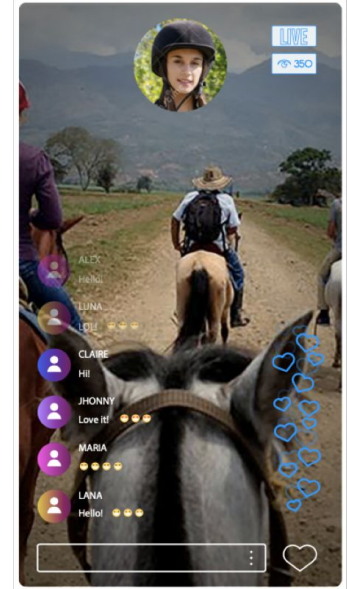 LIVE
350
ALEX
Hello!
LUNA
LOL!
CLAIRE
Hi!
JHONNY
Love it!
MARIA
LANA
Hello!